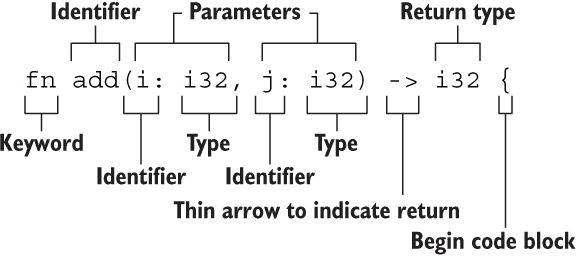 Identifier Parameters Return type
fn add(i: i32, j: i32) -> i32 {
Keyword Type Type
Identifier Identifier
Thin arrow to indicate return
Begin code block